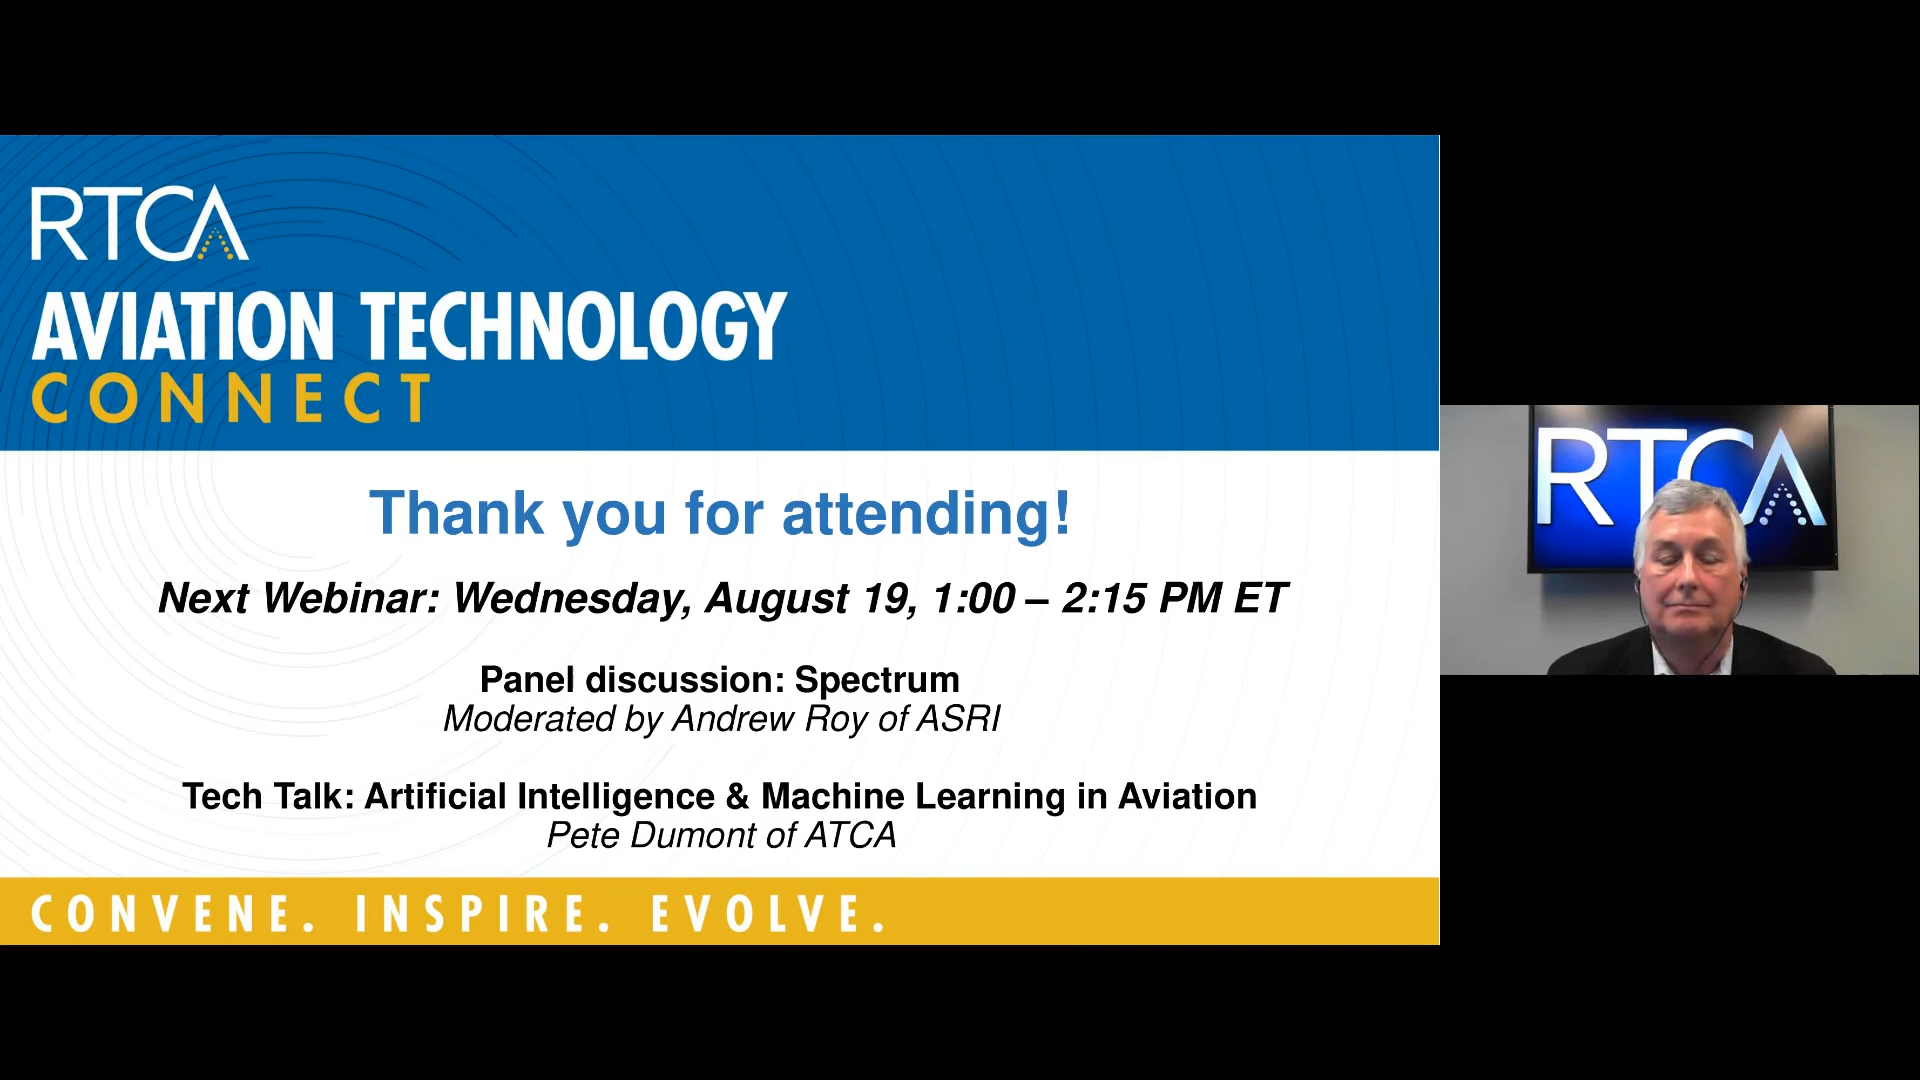 RTCA
AVIATION TECHNOLOGY
CONNECT
Thank you for attending!
Next Webinar: Wednesday, August 19, 1:00 – 2:15 PM ET
Panel discussion: Spectrum
Moderated by Andrew Roy of ASRI
Tech Talk: Artificial Intelligence & Machine Learning in Aviation
Pete Dumont of ATCA
CONVENE. INSPIRE. EVOLVE.
RTCA